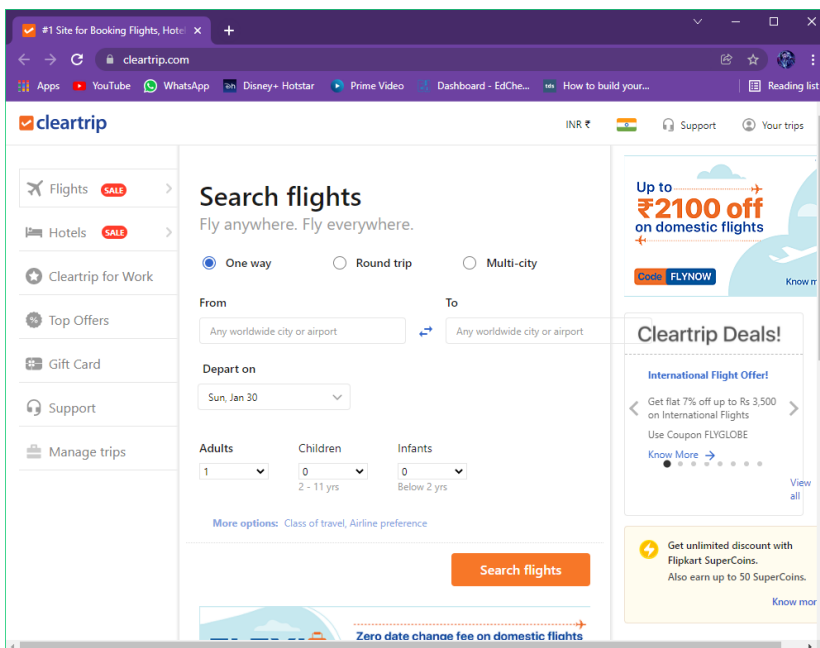 #1 Site for Booking Flights, Hotel
cleartrip.com
Apps YouTube WhatsApp Disney+ Hotstar Prime Video Dashboard - EdChe... tds How to build your... Reading list
cleartrip
INR ₹ Support Your trips
Flights SALE
Hotels SALE
Cleartrip for Work
Top Offers
Gift Card
Support
Manage trips
Search flights
Fly anywhere. Fly everywhere.
One way Round trip Multi-city
From To
Any worldwide city or airport Any worldwide city or airport
Depart on
Sun, Jan 30
Adults Children Infants
1 0 0
2 - 11 yrs Below 2 yrs
More options: Class of travel, Airline preference
Search flights
Zero date change fee on domestic flights
Up to
₹2100 off
on domestic flights
Code FLYNOW
Know m
Cleartrip Deals!
International Flight Offer!
Get flat 7% off up to Rs 3,500
on International Flights
Use Coupon FLYGLOBE
Know More
View
all
Get unlimited discount with
Flipkart SuperCoins.
Also earn up to 50 SuperCoins.
Know mor